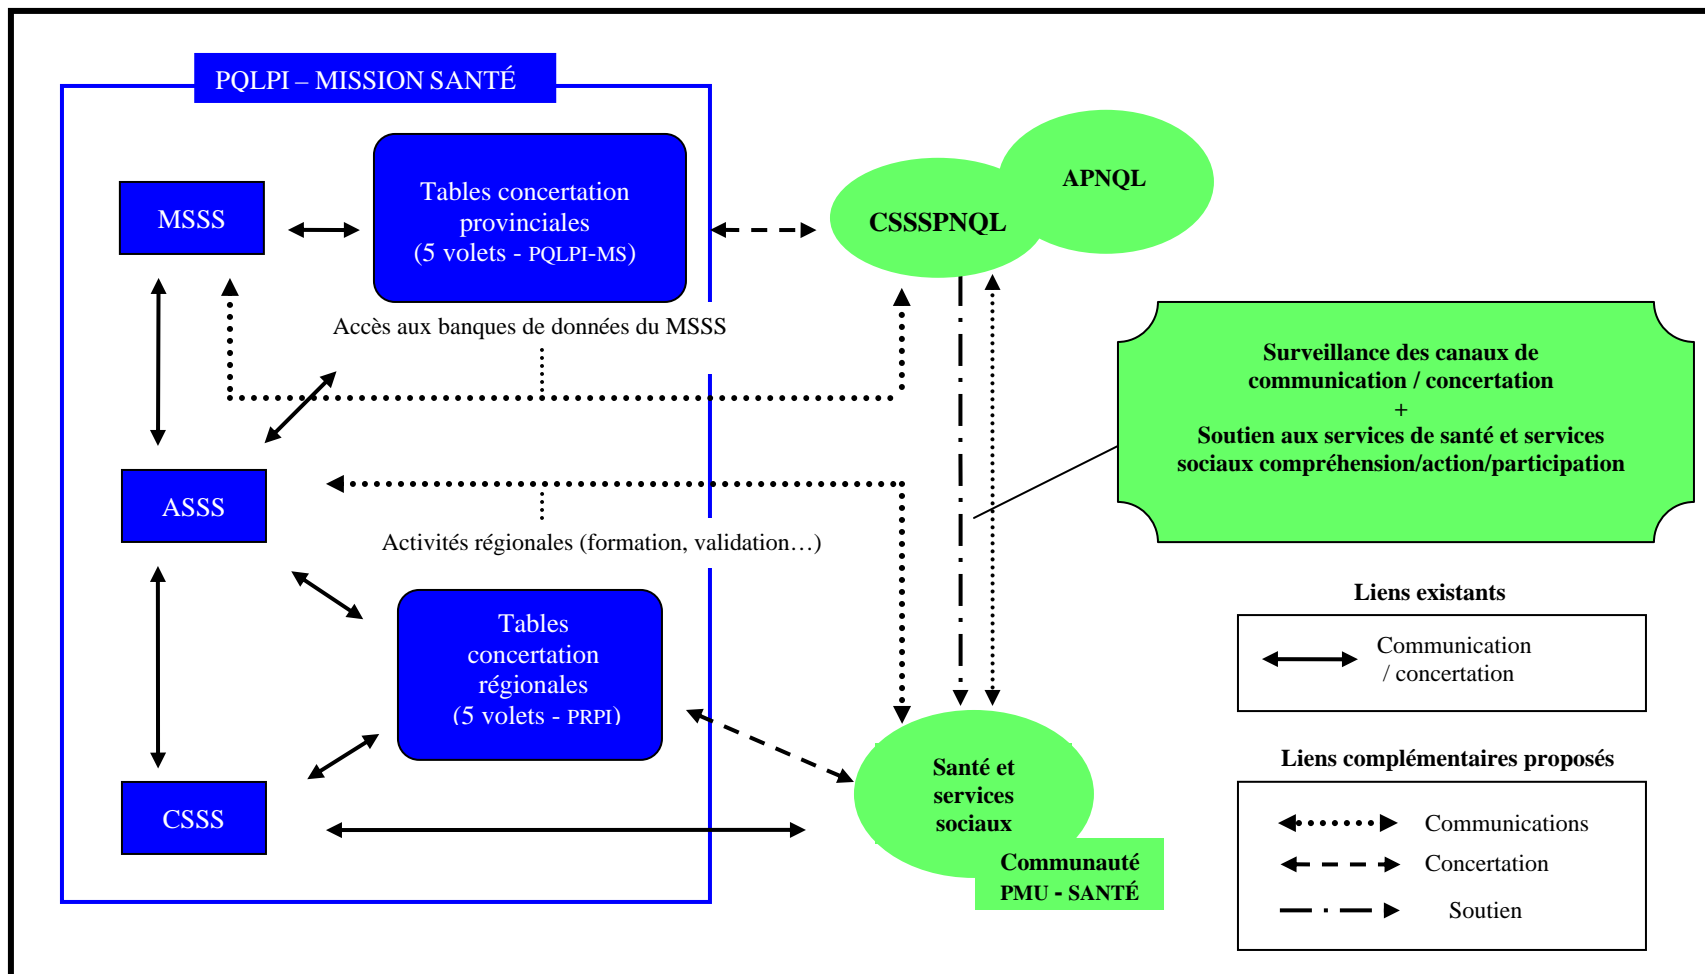 PQLPI – MISSION SANTÉ
MSSS
Tables concertation
provinciales
(5 volets - PQLPI-MS)
CSSSPNQL
APNQL
Accès aux banques de données du MSSS
Surveillance des canaux de
communication / concertation
+
Soutien aux services de santé et services
sociaux compréhension/action/participation
ASSS
Activités régionales (formation, validation…)
Tables
concertation
régionales
(5 volets - PRPI)
CSSS
Santé et
services
sociaux
Communauté
PMU - SANTÉ
Liens existants
Communication
/ concertation
Liens complémentaires proposés
Communications
Concertation
Soutien